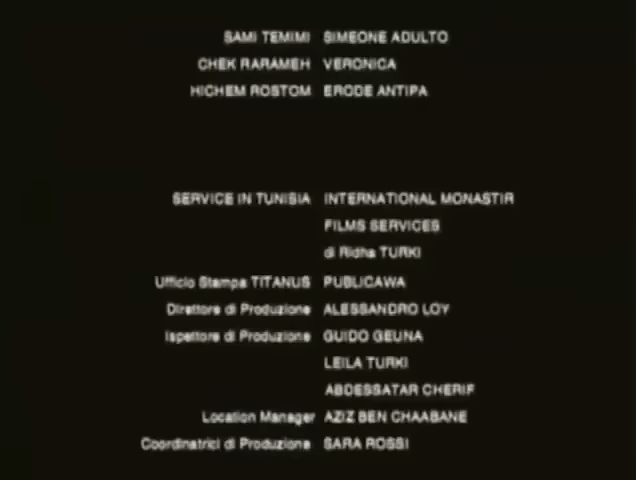 SAMI TEMIMI SIMEONE ADULTO
CHEK RARAMEH VERONICA
HICHEM ROSTOM ERODE ANTIPA
SERVICE IN TUNISIA INTERNATIONAL MONASTIR
FILMS SERVICES
di Ridha TURKI
Ufficio Stampa TITANUS PUBLICAWA
Direttore di Produzione ALESSANDRO LOY
Ispettore di Produzione GUIDO GEUNA
LEILA TURKI
ABDESSATAR CHERIF
Location Manager AZIZ BEN CHAABANE
Coordinatrici di Produzione SARA ROSSI